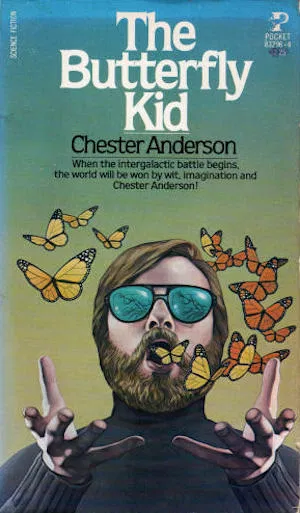 SCIENCE FICTION
P
POCKET
The
Butterfly
Kid
Chester Anderson
When the intergalactic battle begins,
the world will be won by wit, imagination and
Chester Anderson!